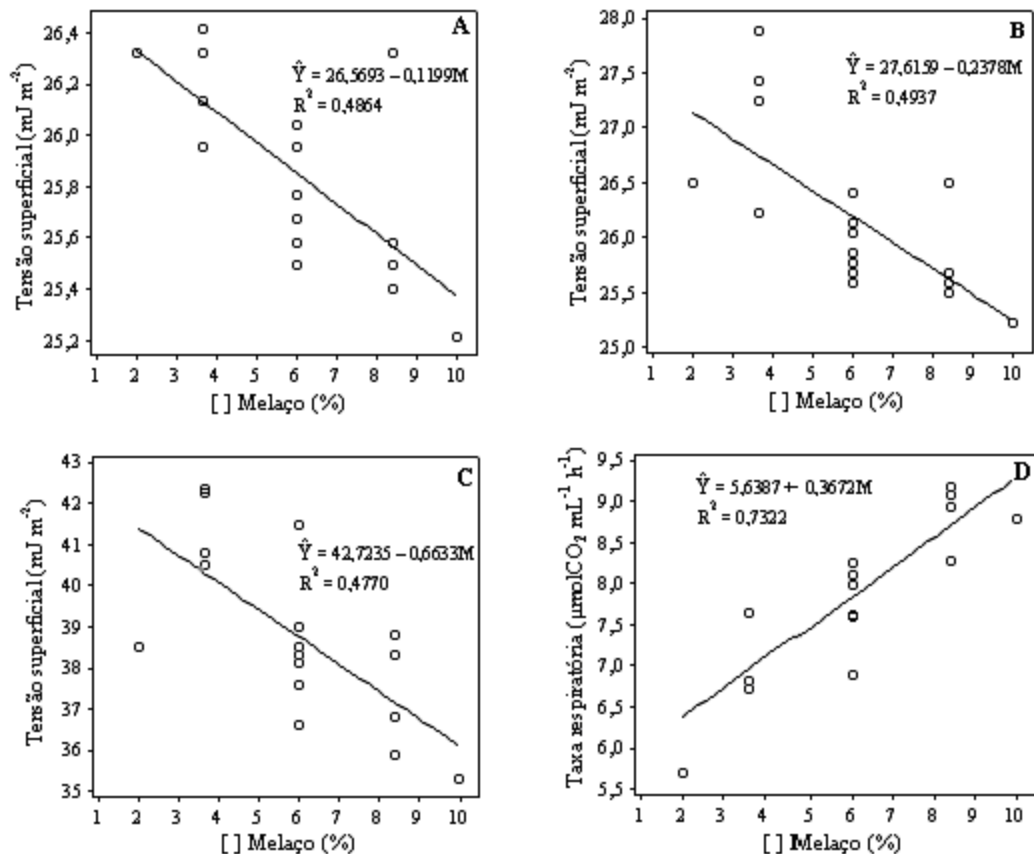 A
Ŷ = 26,5693 – 0,1199M
R² = 0,4864
Tensão superficial (mJ m⁻²)
26,4
26,2
26,0
25,8
25,6
25,4
25,2
1 2 3 4 5 6 7 8 9 10
[ ] Melaço (%)
B
Ŷ = 27,6159 – 0,2378M
R² = 0,4937
Tensão superficial (mJ m⁻²)
28,0
27,5
27,0
26,5
26,0
25,5
25,0
1 2 3 4 5 6 7 8 9 10
[ ] Melaço (%)
C
Ŷ = 42,7235 – 0,6633M
R² = 0,4770
Tensão superficial (mJ m⁻²)
43
42
41
40
39
38
37
36
35
1 2 3 4 5 6 7 8 9 10
[ ] Melaço (%)
D
Ŷ = 5,6387 + 0,3672M
R² = 0,7322
Taxa respiratória (µmolCO₂ mL⁻¹ h⁻¹)
9,5
9,0
8,5
8,0
7,5
7,0
6,5
6,0
5,5
1 2 3 4 5 6 7 8 9 10
[ ] Melaço (%)